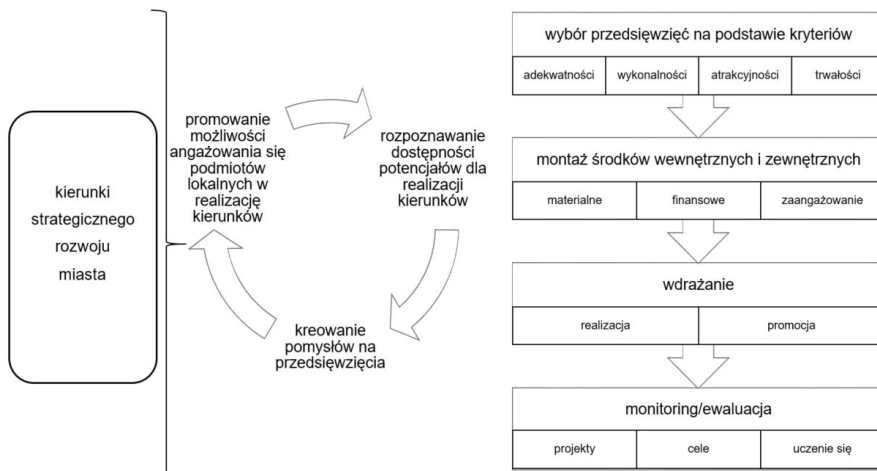 kierunki
strategicznego
rozwoju
miasta
promowanie
możliwości
angażowania się
podmiotów
lokalnych w
realizację
kierunków
rozpoznawanie
dostępności
potencjałów dla
realizacji
kierunków
kreowanie
pomysłów na
przedsięwzięcia
wybór przedsięwzięć na podstawie kryteriów
adekwatności
wykonalności
atrakcyjności
trwałości
montaż środków wewnętrznych i zewnętrznych
materialne
finansowe
zaangażowanie
wdrażanie
realizacja
promocja
monitoring/ewaluacja
projekty
cele
uczenie się